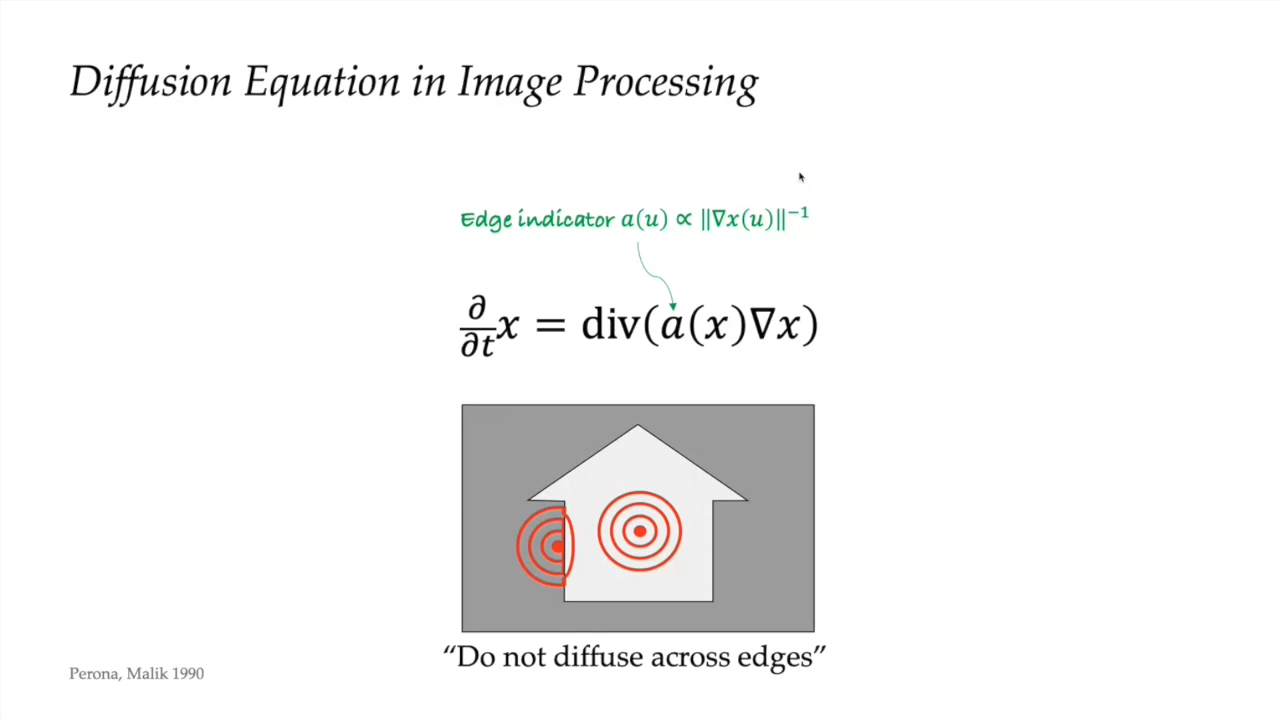 Diffusion Equation in Image Processing
Edge indicator a(u) ∝ ‖∇x(u)‖⁻¹
∂/∂t x = div(a(x)∇x)
“Do not diffuse across edges”
Perona, Malik 1990